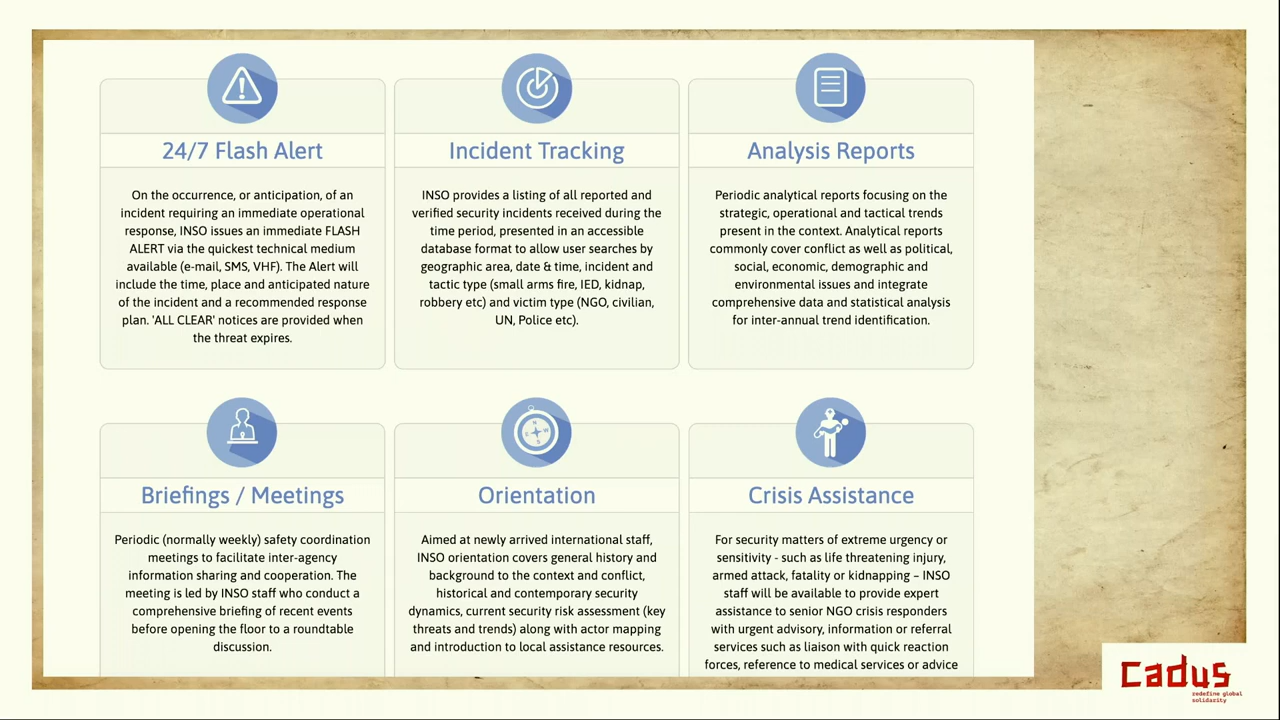 24/7 Flash Alert
On the occurrence, or anticipation, of an
incident requiring an immediate operational
response, INSO issues an immediate FLASH
ALERT via the quickest technical medium
available (e-mail, SMS, VHF). The Alert will
include the time, place and anticipated nature
of the incident and a recommended response
plan. 'ALL CLEAR' notices are provided when
the threat expires.
Incident Tracking
INSO provides a listing of all reported and
verified security incidents received during the
time period, presented in an accessible
database format to allow user searches by
geographic area, date & time, incident and
tactic type (small arms fire, IED, kidnap,
robbery etc) and victim type (NGO, civilian,
UN, Police etc).
Analysis Reports
Periodic analytical reports focusing on the
strategic, operational and tactical trends
present in the context. Analytical reports
commonly cover conflict as well as political,
social, economic, demographic and
environmental issues and integrate
comprehensive data and statistical analysis
for inter-annual trend identification.
Briefings / Meetings
Periodic (normally weekly) safety coordination
meetings to facilitate inter-agency
information sharing and cooperation. The
meeting is led by INSO staff who conduct a
comprehensive briefing of recent events
before opening the floor to a roundtable
discussion.
Orientation
Aimed at newly arrived international staff,
INSO orientation covers general history and
background to the context and conflict,
historical and contemporary security
dynamics, current security risk assessment (key
threats and trends) along with actor mapping
and introduction to local assistance resources.
Crisis Assistance
For security matters of extreme urgency or
sensitivity - such as life threatening injury,
armed attack, fatality or kidnapping – INSO
staff will be available to provide expert
assistance to senior NGO crisis responders
with urgent advisory, information or referral
services such as liaison with quick reaction
forces, reference to medical services or advice
cadus
redefine global
solidarity